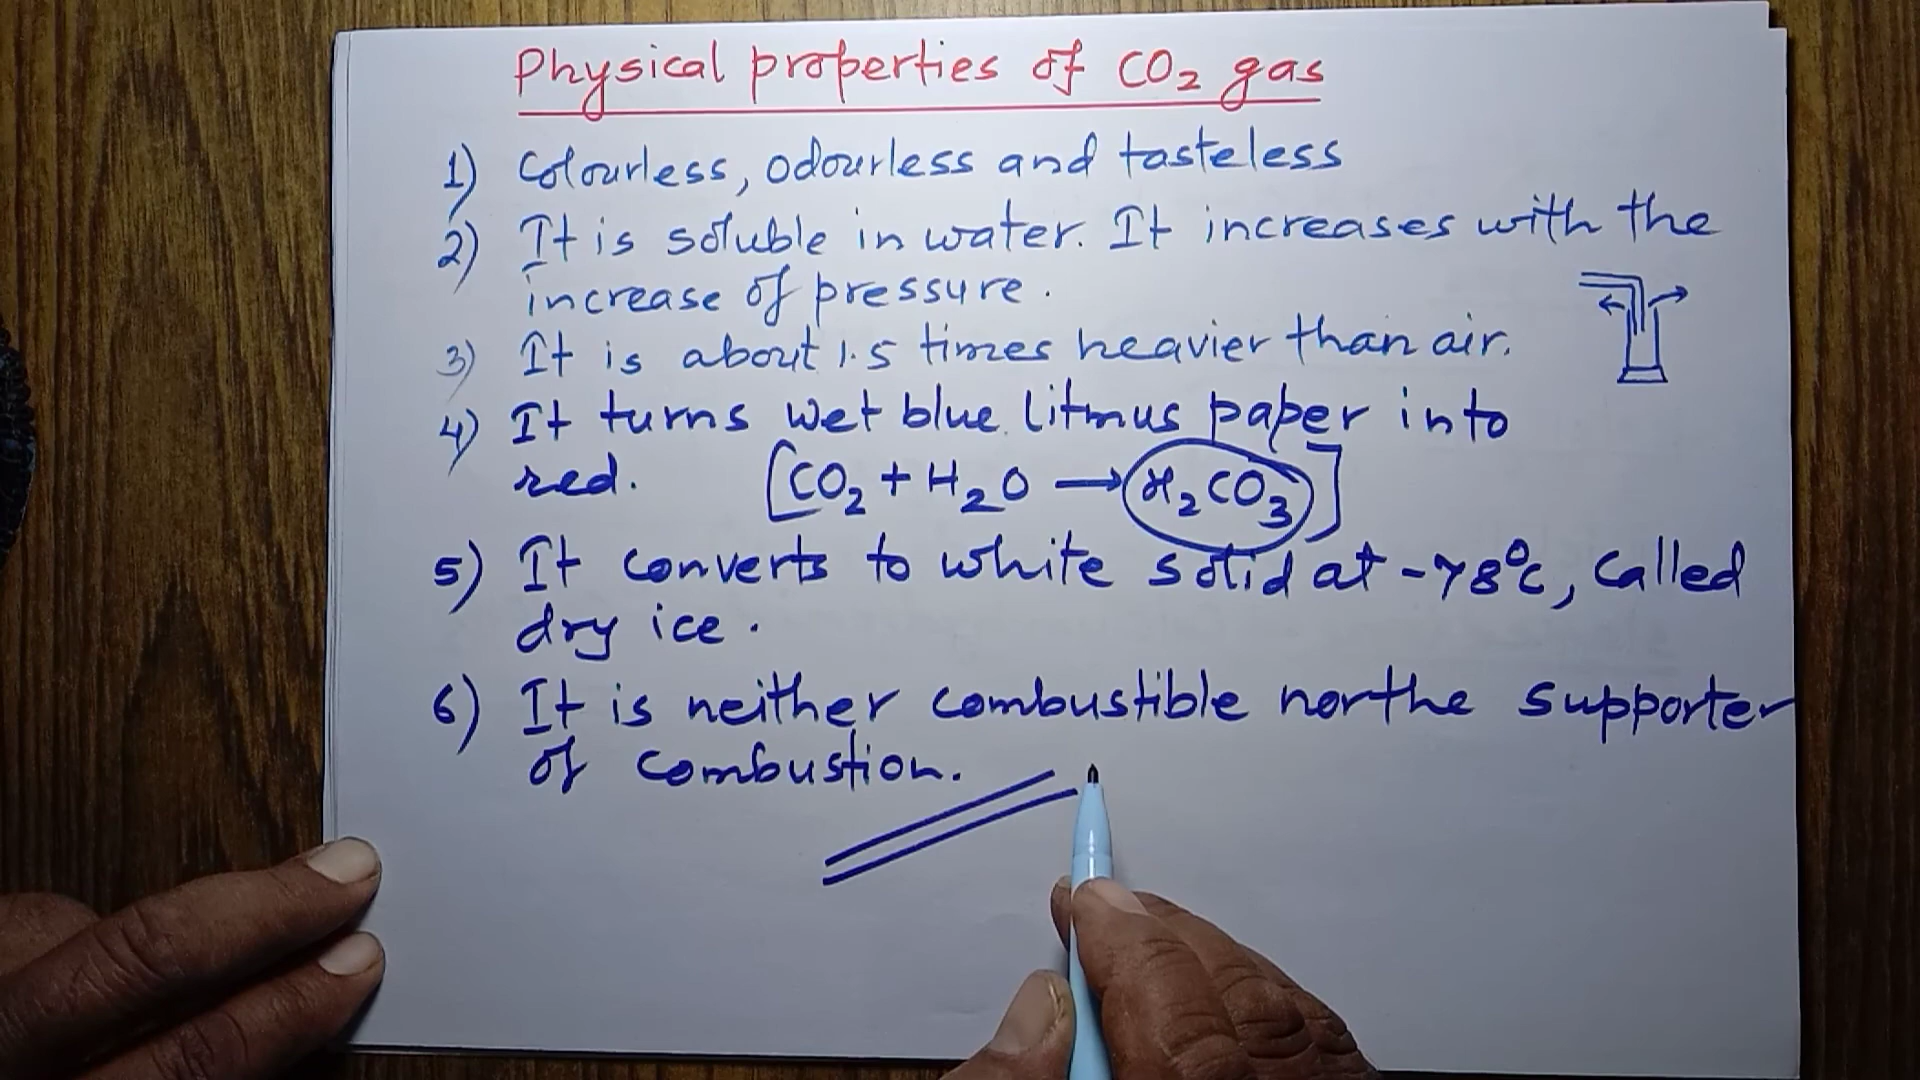 Physical properties of CO₂ gas
1) Colourless, odourless and tasteless
2) It is soluble in water. It increases with the
increase of pressure.
3) It is about 1.5 times heavier than air.
4) It turns wet blue litmus paper into
red. [CO₂ + H₂O → H₂CO₃]
5) It converts to white solid at -78°C, called
dry ice.
6) It is neither combustible nor the supporter
of combustion.